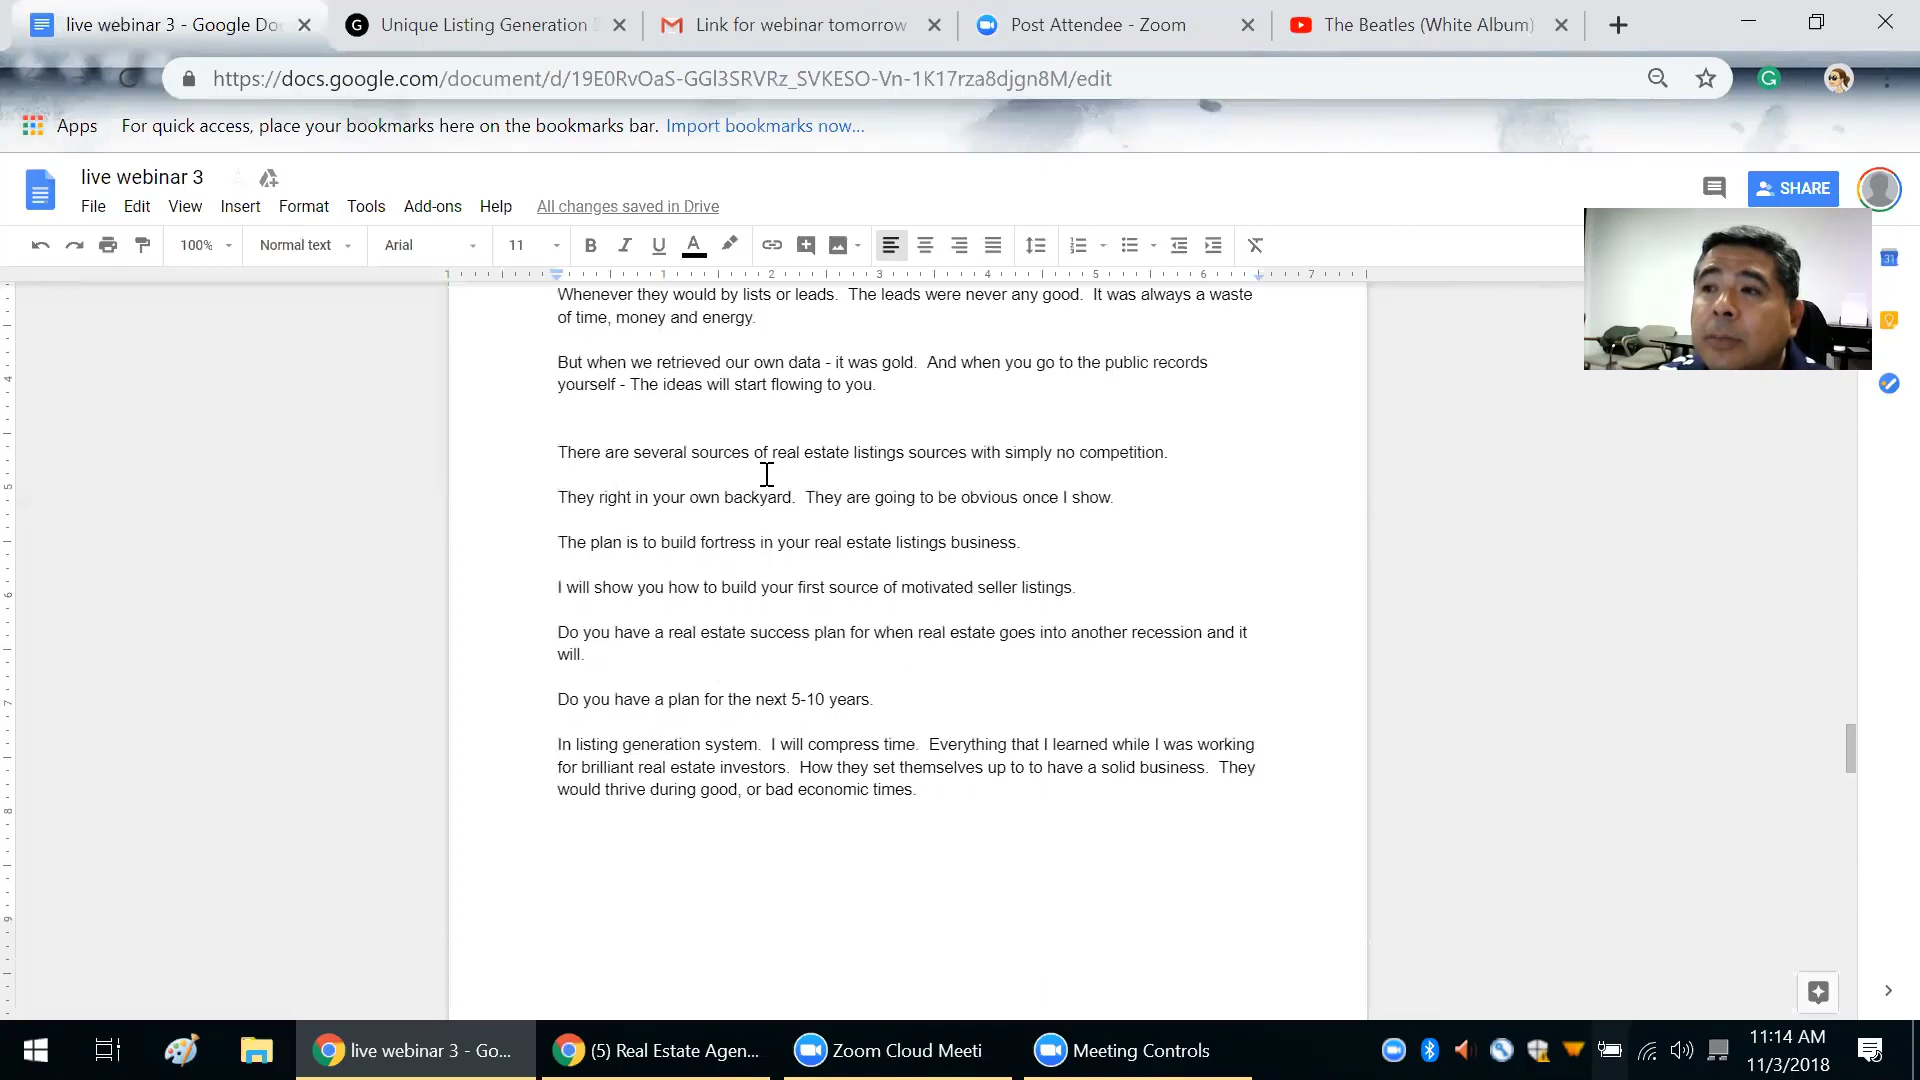 live webinar 3 - Google Do
Unique Listing Generation
Link for webinar tomorrow
Post Attendee - Zoom
The Beatles (White Album)
https://docs.google.com/document/d/19E0RvOaS-GGl3SRVRz_SVKESO-Vn-1K17rza8djgn8M/edit
Apps For quick access, place your bookmarks here on the bookmarks bar. Import bookmarks now...
live webinar 3
SHARE
File Edit View Insert Format Tools Add-ons Help All changes saved in Drive
100% Normal text Arial 11
1 1 2 3 4 5 6 7
Whenever they would by lists or leads. The leads were never any good. It was always a waste
of time, money and energy.
But when we retrieved our own data - it was gold. And when you go to the public records
yourself - The ideas will start flowing to you.
There are several sources of real estate listings sources with simply no competition.
They right in your own backyard. They are going to be obvious once I show.
The plan is to build fortress in your real estate listings business.
I will show you how to build your first source of motivated seller listings.
Do you have a real estate success plan for when real estate goes into another recession and it
will.
Do you have a plan for the next 5-10 years.
In listing generation system. I will compress time. Everything that I learned while I was working
for brilliant real estate investors. How they set themselves up to to have a solid business. They
would thrive during good, or bad economic times.
live webinar 3 - Go...
(5) Real Estate Agen...
Zoom Cloud Meeti
Meeting Controls
11:14 AM
11/3/2018